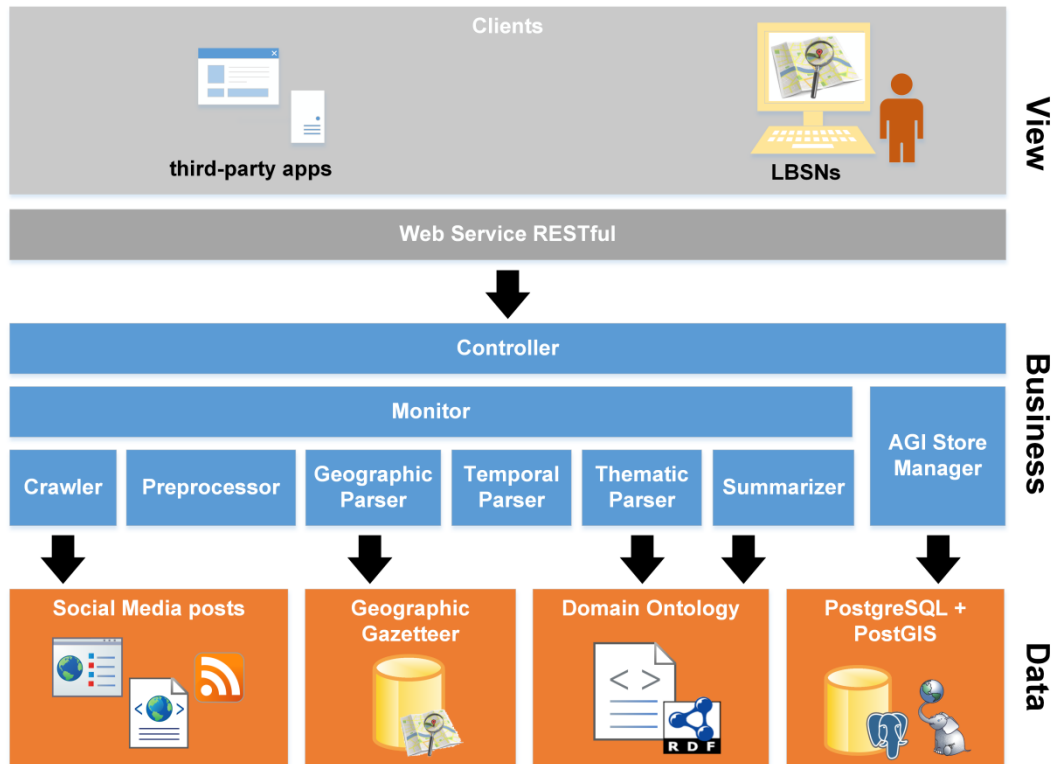 Clients
third-party apps
LBSNs
View
Web Service RESTful
Controller
Business
Monitor
AGI Store
Manager
Crawler
Preprocessor
Geographic
Parser
Temporal
Parser
Thematic
Parser
Summarizer
Social Media posts
Geographic
Gazetteer
Domain Ontology
RDF
PostgreSQL +
PostGIS
Data